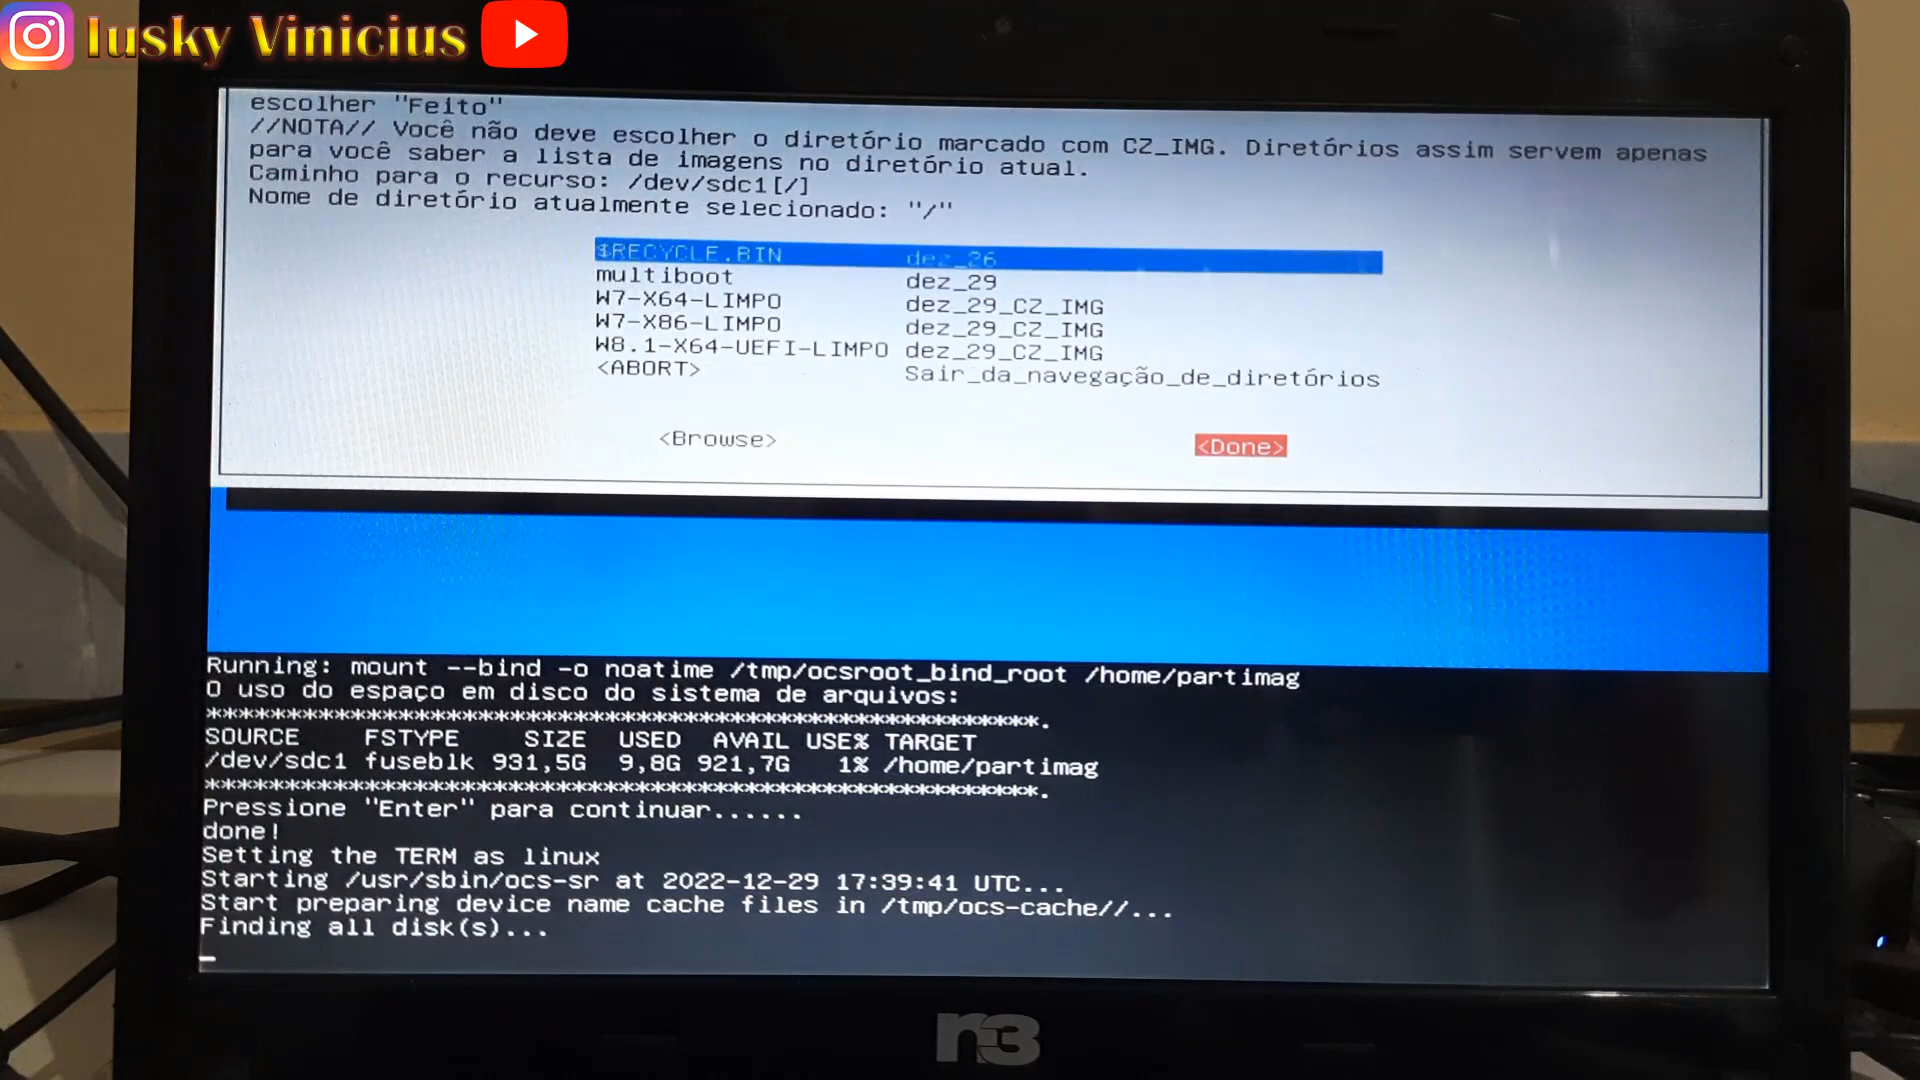 Iusky Vinicius
escolher "Feito"
//NOTA// Você não deve escolher o diretório marcado com CZ_IMG. Diretórios assim servem apenas
para você saber a lista de imagens no diretório atual.
Caminho para o recurso: /dev/sdc1[/]
Nome de diretório atualmente selecionado: "/"
$RECYCLE.BIN dez_26
multiboot dez_29
W7-X64-LIMPO dez_29_CZ_IMG
W7-X86-LIMPO dez_29_CZ_IMG
W8.1-X64-UEFI-LIMPO dez_29_CZ_IMG
<ABORT> Sair_da_navegação_de_diretórios
<Browse> <Done>
Running: mount --bind -o noatime /tmp/ocsroot_bind_root /home/partimag
O uso do espaço em disco do sistema de arquivos:
*****************************************************.
SOURCE FSTYPE SIZE USED AVAIL USE% TARGET
/dev/sdc1 fuseblk 931,5G 9,8G 921,7G 1% /home/partimag
*****************************************************.
Pressione "Enter" para continuar......
done!
Setting the TERM as linux
Starting /usr/sbin/ocs-sr at 2022-12-29 17:39:41 UTC...
Start preparing device name cache files in /tmp/ocs-cache//...
Finding all disk(s)...
n3